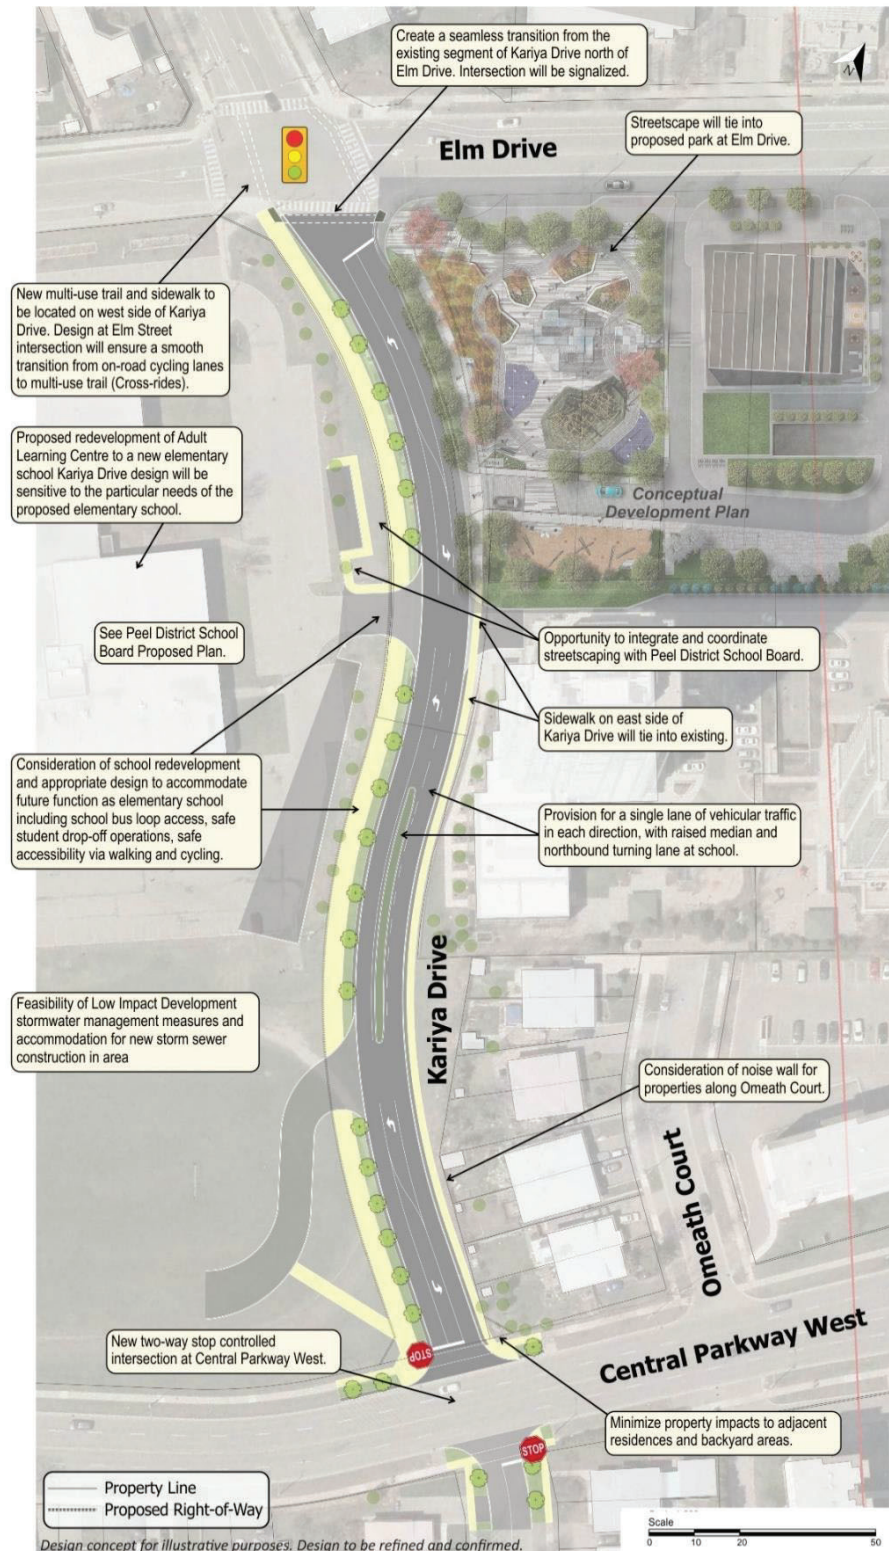 Create a seamless transition from the
existing segment of Kariya Drive north of
Elm Drive. Intersection will be signalized.
N
Elm Drive
Streetscape will tie into
proposed park at Elm Drive.
New multi-use trail and sidewalk to
be located on west side of Kariya
Drive. Design at Elm Street
intersection will ensure a smooth
transition from on-road cycling lanes
to multi-use trail (Cross-rides).
Proposed redevelopment of Adult
Learning Centre to a new elementary
school Kariya Drive design will be
sensitive to the particular needs of the
proposed elementary school.
Conceptual
Development Plan
See Peel District School
Board Proposed Plan.
Opportunity to integrate and coordinate
streetscaping with Peel District School Board.
Sidewalk on east side of
Kariya Drive will tie into existing.
Consideration of school redevelopment
and appropriate design to accommodate
future function as elementary school
including school bus loop access, safe
student drop-off operations, safe
accessibility via walking and cycling.
Provision for a single lane of vehicular traffic
in each direction, with raised median and
northbound turning lane at school.
Kariya Drive
Feasibility of Low Impact Development
stormwater management measures and
accommodation for new storm sewer
construction in area
Consideration of noise wall for
properties along Omeath Court.
Omeath Court
New two-way stop controlled
intersection at Central Parkway West.
STOP
Central Parkway West
Minimize property impacts to adjacent
residences and backyard areas.
STOP
Property Line
Proposed Right-of-Way
Scale
0 10 20 50
Design concept for illustrative purposes. Design to be refined and confirmed.